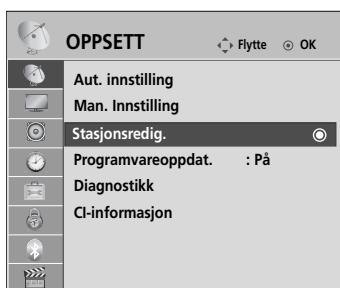 OPPSETT Flytte OK
Aut. innstilling
Man. Innstilling
Stasjonsredig.
Programvareoppdat. : På
Diagnostikk
CI-informasjon